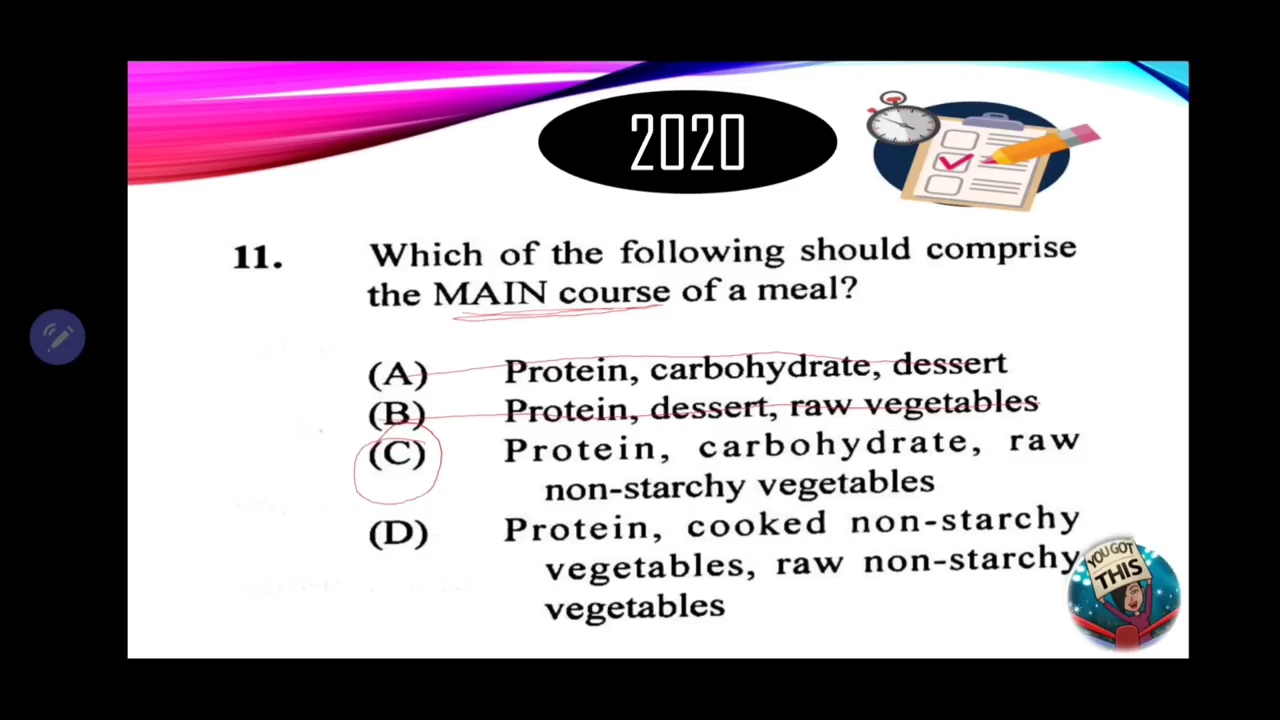 2020
11. Which of the following should comprise
the MAIN course of a meal?
(A) Protein, carbohydrate, dessert
(B) Protein, dessert, raw vegetables
(C) Protein, carbohydrate, raw
non-starchy vegetables
(D) Protein, cooked non-starchy
vegetables, raw non-starchy
vegetables
YOU GOT
THIS